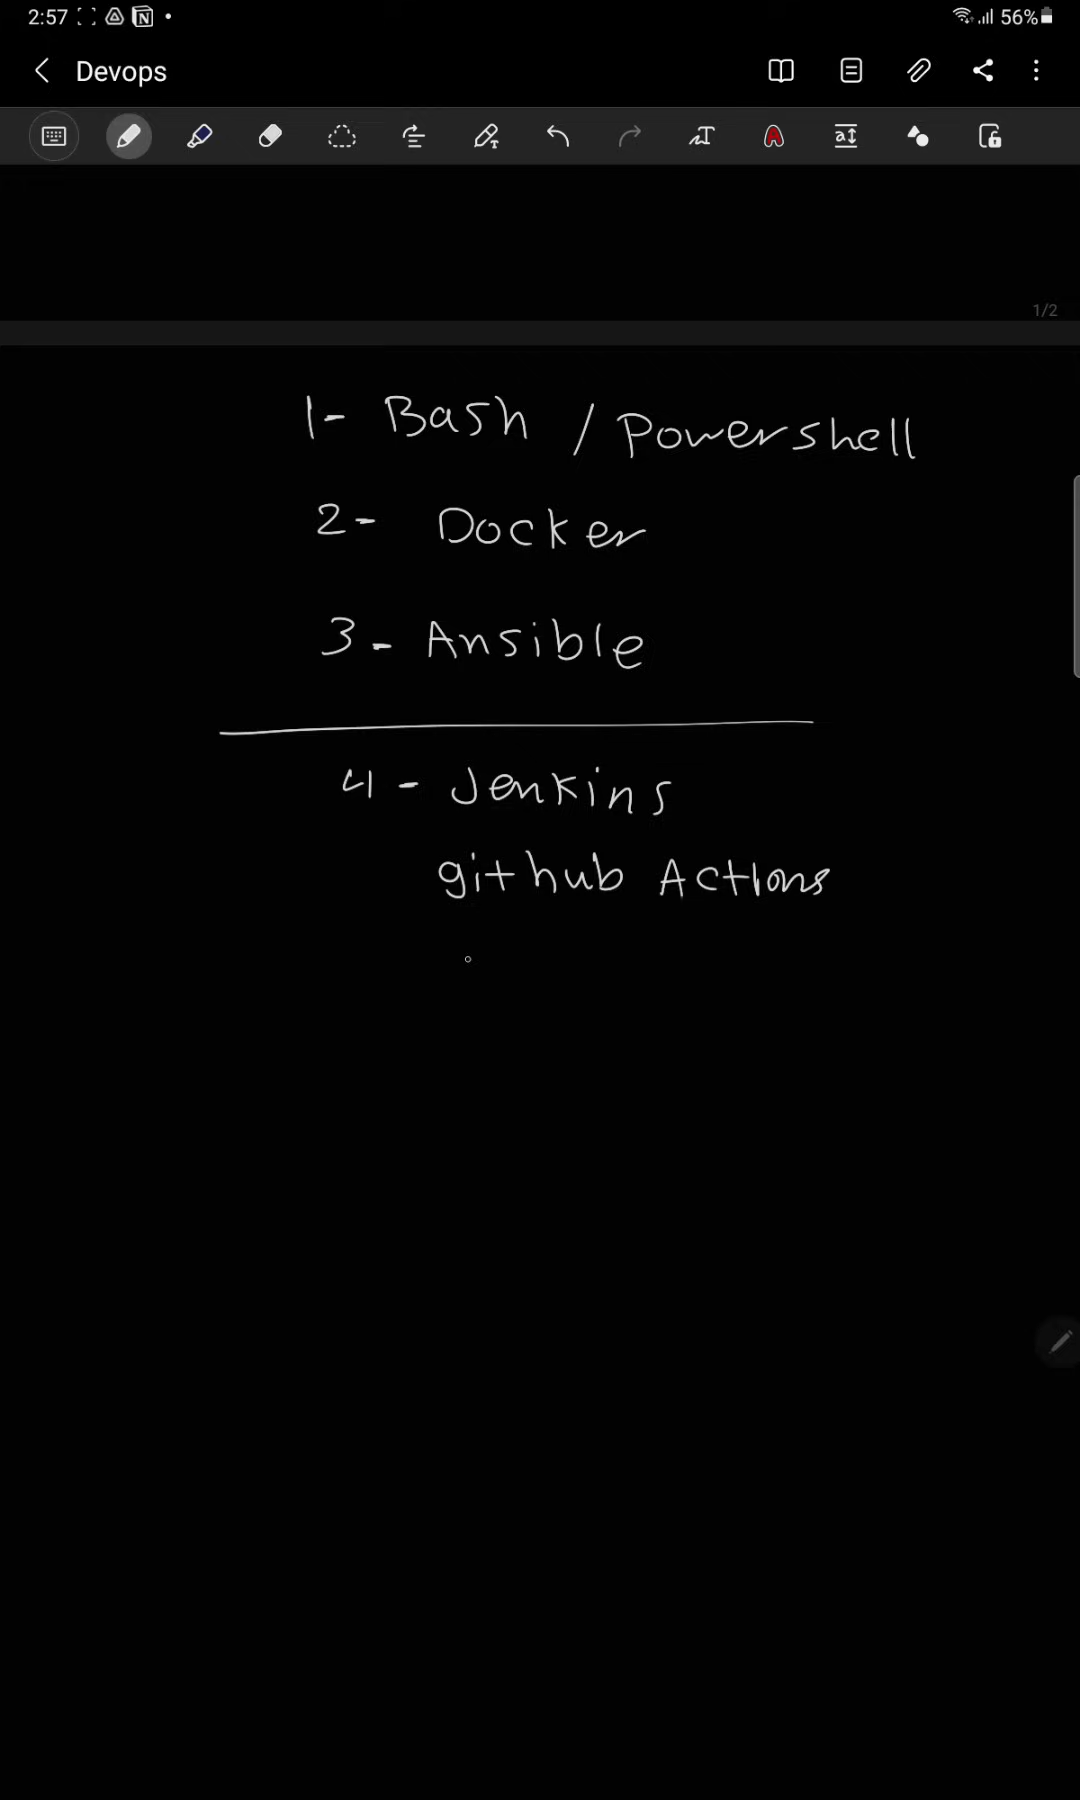 2:57
56%
Devops
1/2
1- Bash / Powershell
2- Docker
3- Ansible
4- Jenkins
github Actions